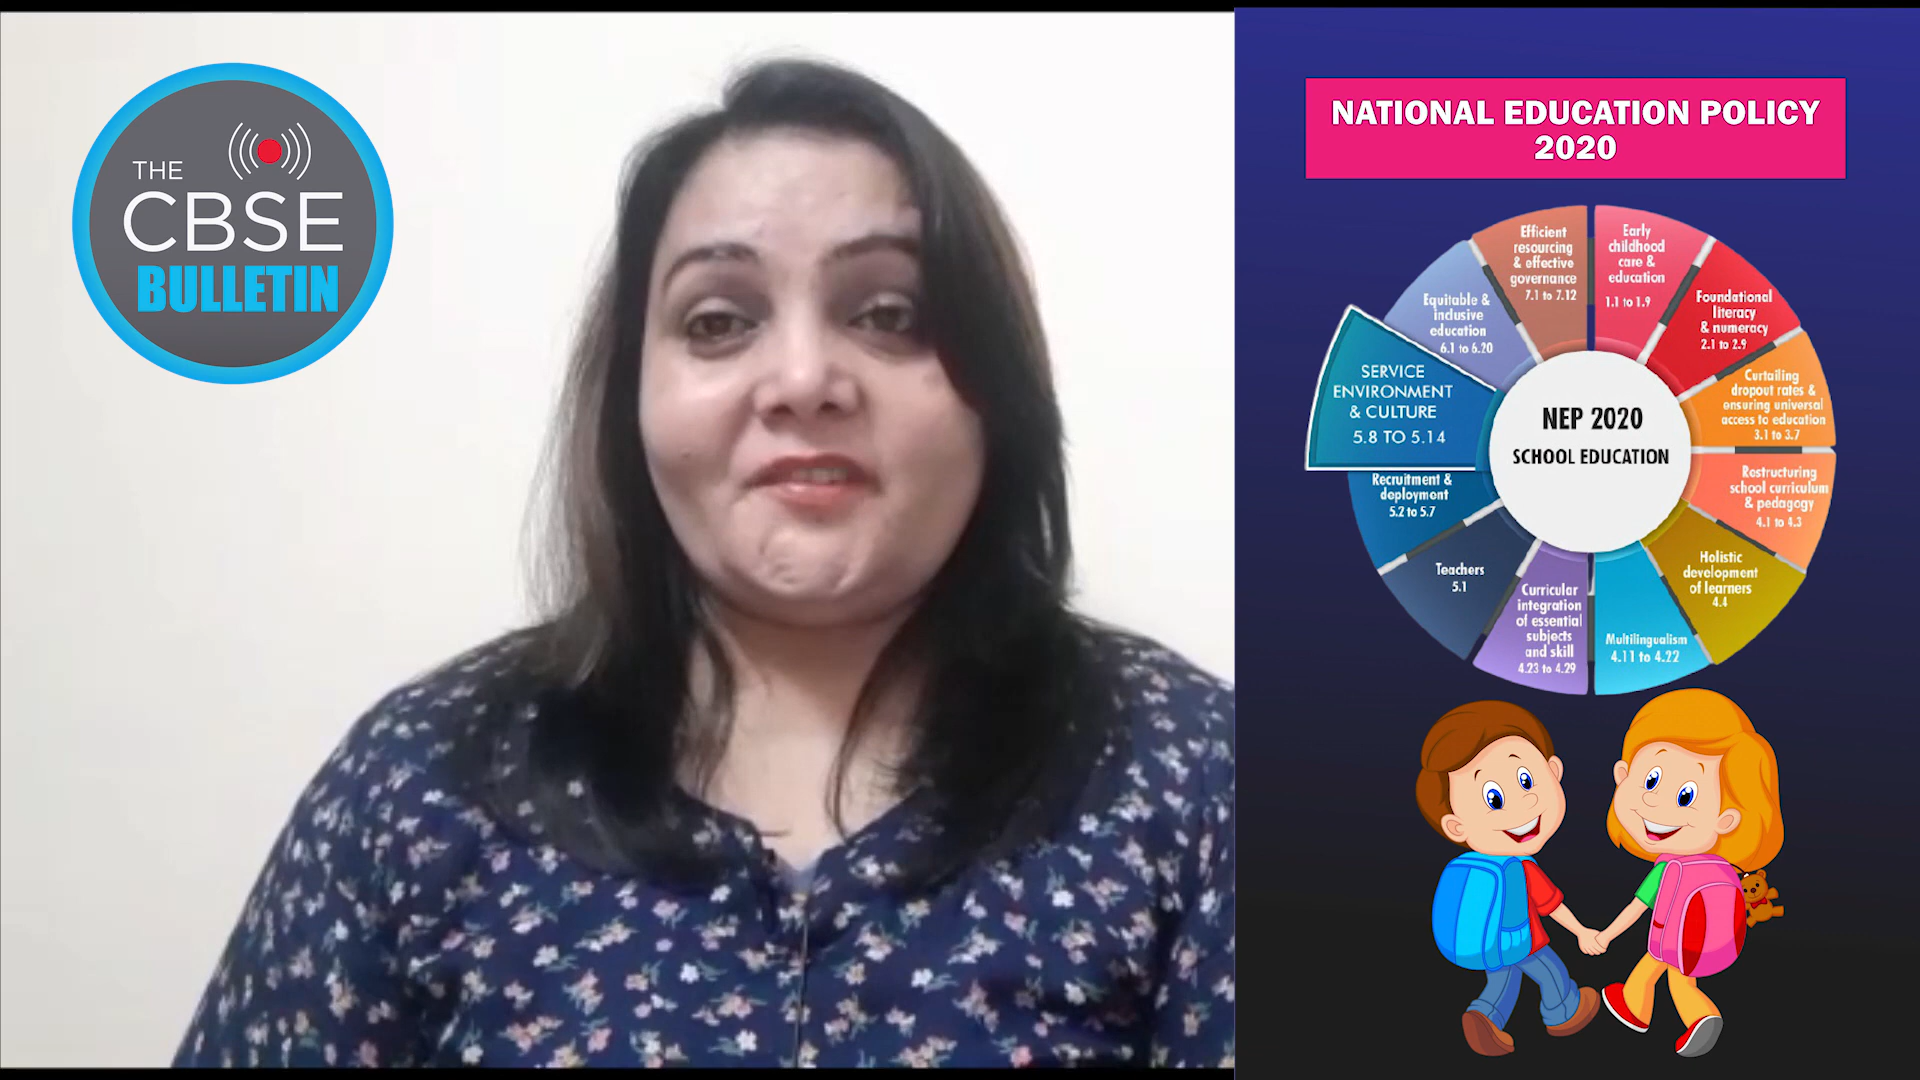 THE
CBSE
BULLETIN
NATIONAL EDUCATION POLICY
2020
Efficient
resourcing
& effective
governance
7.1 to 7.12
Early
childhood
care &
education
1.1 to 1.9
Foundational
literacy
& numeracy
2.1 to 2.9
Curtailing
dropout rates &
ensuring universal
access to education
3.1 to 3.7
Restructuring
school curriculum
& pedagogy
4.1 to 4.3
Holistic
development
of learners
4.4
Multilingualism
4.11 to 4.22
Curricular
integration
of essential
subjects
and skill
4.23 to 4.29
Teachers
5.1
Recruitment &
deployment
5.2 to 5.7
SERVICE
ENVIRONMENT
& CULTURE
5.8 TO 5.14
Equitable &
inclusive
education
6.1 to 6.20
NEP 2020
SCHOOL EDUCATION